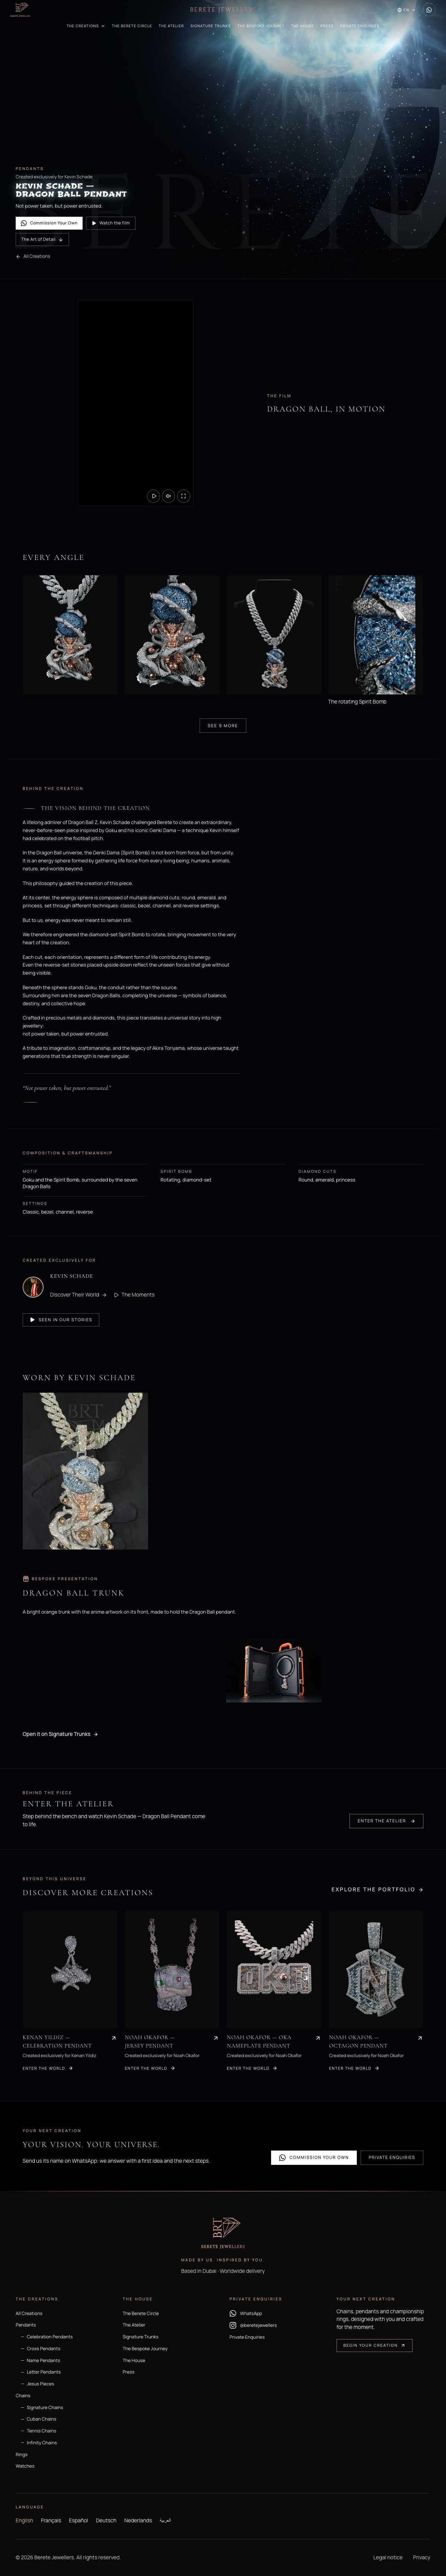 BERETE JEWELLERS
EN
THE CREATIONS
THE BERETE CIRCLE
THE ATELIER
SIGNATURE TRUNKS
THE BESPOKE JOURNEY
THE HOUSE
PRESS
PRIVATE ENQUIRIES
PENDANTS
Created exclusively for Kevin Schade
KEVIN SCHADE —
DRAGON BALL PENDANT
Not power taken, but power entrusted.
Commission Your Own
Watch the film
The Art of Detail
All Creations
THE FILM
DRAGON BALL, IN MOTION
EVERY ANGLE
The rotating Spirit Bomb
SEE 9 MORE
BEHIND THE CREATION
THE VISION BEHIND THE CREATION
A lifelong admirer of Dragon Ball Z, Kevin Schade challenged Berete to create an extraordinary,
never-before-seen piece inspired by Goku and his iconic Genki Dama — a technique Kevin himself
had celebrated on the football pitch.
In the Dragon Ball universe, the Genki Dama (Spirit Bomb) is not born from force, but from unity.
It is an energy sphere formed by gathering life force from every living being, humans, animals,
nature, and worlds beyond.
This philosophy guided the creation of this piece.
At its center, the energy sphere is composed of multiple diamond cuts; round, emerald, and
princess, set through different techniques: classic, bezel, channel, and reverse settings.
But to us, energy was never meant to remain still.
We therefore engineered the diamond-set Spirit Bomb to rotate, bringing movement to the very
heart of the creation.
Each cut, each orientation, represents a different form of life contributing its energy.
Even the reverse-set stones placed upside down reflect the unseen forces that give without
being visible.
Beneath the sphere stands Goku, the conduit rather than the source.
Surrounding him are the seven Dragon Balls, completing the universe — symbols of balance,
destiny, and collective hope.
Crafted in precious metals and diamonds, this piece translates a universal story into high
jewellery:
not power taken, but power entrusted.
A tribute to imagination, craftsmanship, and the legacy of Akira Toriyama, whose universe taught
generations that true strength is never singular.
“Not power taken, but power entrusted.”
COMPOSITION & CRAFTSMANSHIP
MOTIF
Goku and the Spirit Bomb, surrounded by the seven
Dragon Balls
SPIRIT BOMB
Rotating, diamond-set
DIAMOND CUTS
Round, emerald, princess
SETTINGS
Classic, bezel, channel, reverse
CREATED EXCLUSIVELY FOR
KEVIN SCHADE
Discover Their World
The Moments
SEEN IN OUR STORIES
WORN BY KEVIN SCHADE
BESPOKE PRESENTATION
DRAGON BALL TRUNK
A bright orange trunk with the anime artwork on its front, made to hold the Dragon Ball pendant.
Open it on Signature Trunks
BEHIND THE PIECE
ENTER THE ATELIER
Step behind the bench and watch Kevin Schade — Dragon Ball Pendant come
to life.
ENTER THE ATELIER
BEYOND THIS UNIVERSE
DISCOVER MORE CREATIONS
EXPLORE THE PORTFOLIO
KENAN YILDIZ —
CELEBRATION PENDANT
Created exclusively for Kenan Yildiz
ENTER THE WORLD
NOAH OKAFOR —
JERSEY PENDANT
Created exclusively for Noah Okafor
ENTER THE WORLD
NOAH OKAFOR — OKA
NAMEPLATE PENDANT
Created exclusively for Noah Okafor
ENTER THE WORLD
NOAH OKAFOR —
OCTAGON PENDANT
Created exclusively for Noah Okafor
ENTER THE WORLD
YOUR NEXT CREATION
YOUR VISION. YOUR UNIVERSE.
Send us its name on WhatsApp: we answer with a first idea and the next steps.
COMMISSION YOUR OWN
PRIVATE ENQUIRIES
BRT
BERETE JEWELLERS
MADE BY US. INSPIRED BY YOU.
Based in Dubai · Worldwide delivery
THE CREATIONS
All Creations
Pendants
— Celebration Pendants
— Cross Pendants
— Name Pendants
— Letter Pendants
— Jesus Pieces
Chains
— Signature Chains
— Cuban Chains
— Tennis Chains
— Infinity Chains
Rings
Watches
THE HOUSE
The Berete Circle
The Atelier
Signature Trunks
The Bespoke Journey
The House
Press
PRIVATE ENQUIRIES
WhatsApp
@beretejewellers
Private Enquiries
YOUR NEXT CREATION
Chains, pendants and championship
rings, designed with you and crafted
for the moment.
BEGIN YOUR CREATION
LANGUAGE
English
Français
Español
Deutsch
Nederlands
العربية
© 2026 Berete Jewellers. All rights reserved.
Legal notice
Privacy